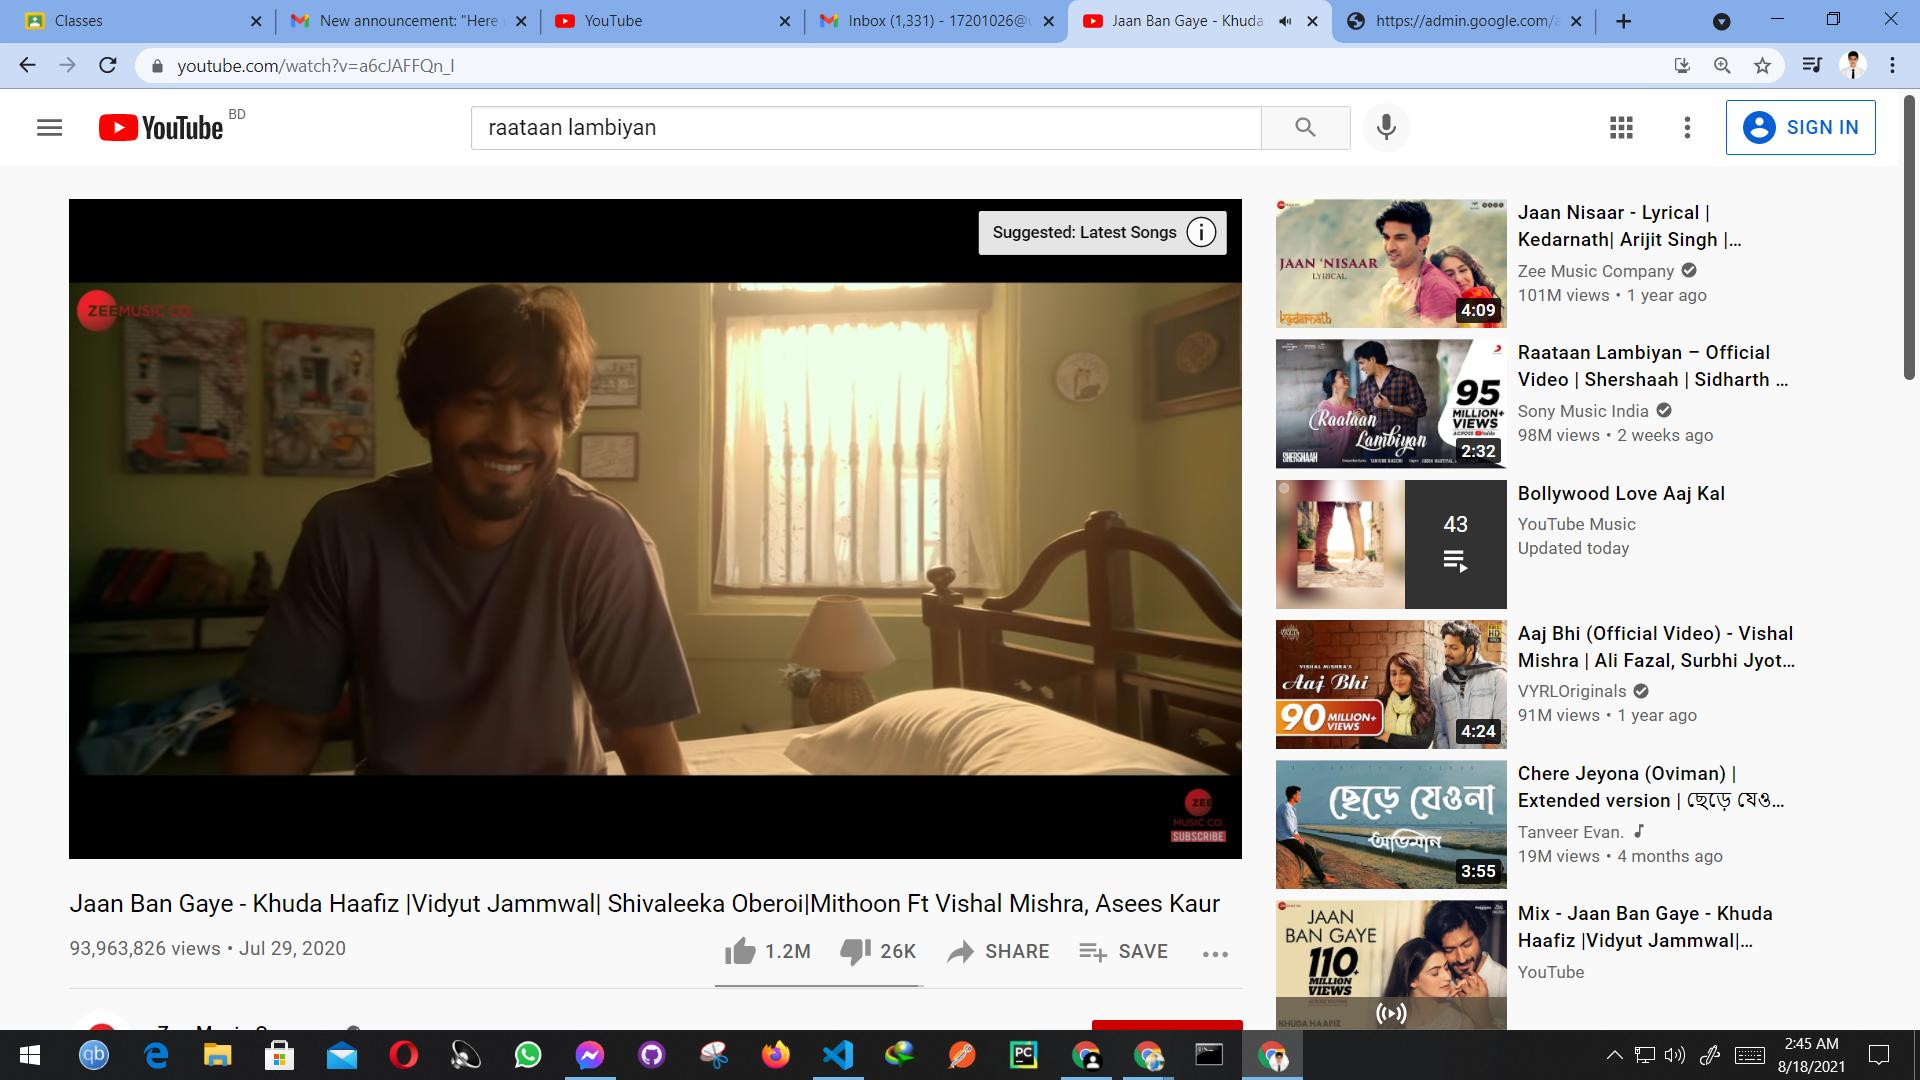 Classes
New announcement: "Here
YouTube
Inbox (1,331) - 17201026@
Jaan Ban Gaye - Khuda
https://admin.google.com/
youtube.com/watch?v=a6cJAFFQn_I
YouTube BD
raataan lambiyan
SIGN IN
Suggested: Latest Songs
ZEE MUSIC CO.
ZEE
MUSIC CO.
SUBSCRIBE
Jaan Ban Gaye - Khuda Haafiz |Vidyut Jammwal| Shivaleeka Oberoi|Mithoon Ft Vishal Mishra, Asees Kaur
93,963,826 views • Jul 29, 2020
1.2M
26K
SHARE
SAVE
JAAN 'NISAAR
LYRICAL
kedarnath
4:09
Jaan Nisaar - Lyrical |
Kedarnath| Arijit Singh |...
Zee Music Company
101M views • 1 year ago
Raataan
Lambiyan
SHERSHAAH
95
MILLION+
VIEWS
2:32
Raataan Lambiyan – Official
Video | Shershaah | Sidharth ...
Sony Music India
98M views • 2 weeks ago
43
Bollywood Love Aaj Kal
YouTube Music
Updated today
VISHAL MISHRA'S
Aaj Bhi
90 MILLION+
VIEWS
4:24
Aaj Bhi (Official Video) - Vishal
Mishra | Ali Fazal, Surbhi Jyot...
VYRLOriginals
91M views • 1 year ago
ছেড়ে যেওনা
অভিমান
3:55
Chere Jeyona (Oviman) |
Extended version | ছেড়ে যেও...
Tanveer Evan.
19M views • 4 months ago
JAAN
BAN GAYE
110+
MILLION
VIEWS
KHUDA HAAFIZ
Mix - Jaan Ban Gaye - Khuda
Haafiz |Vidyut Jammwal|...
YouTube
qb
PC
2:45 AM
8/18/2021